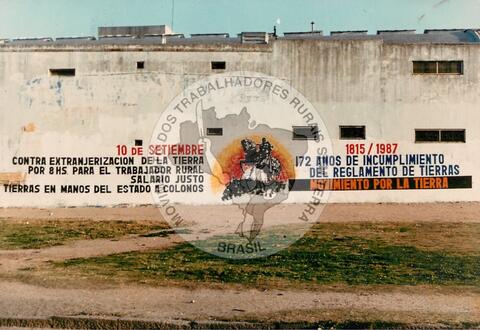 10 DE SETIEMBRE
CONTRA EXTRANJERIZACION DE LA TIERRA
POR 8HS. PARA EL TRABAJADOR RURAL
SALARIO JUSTO
TIERRAS EN MANOS DEL ESTADO A COLONOS
1815/1987
172 AÑOS DE INCUMPLIMIENTO
DEL REGLAMENTO DE TIERRAS
MOVIMIENTO POR LA TIERRA
MOVIMENTO DOS TRABALHADORES RURAIS SEM TERRA
BRASIL